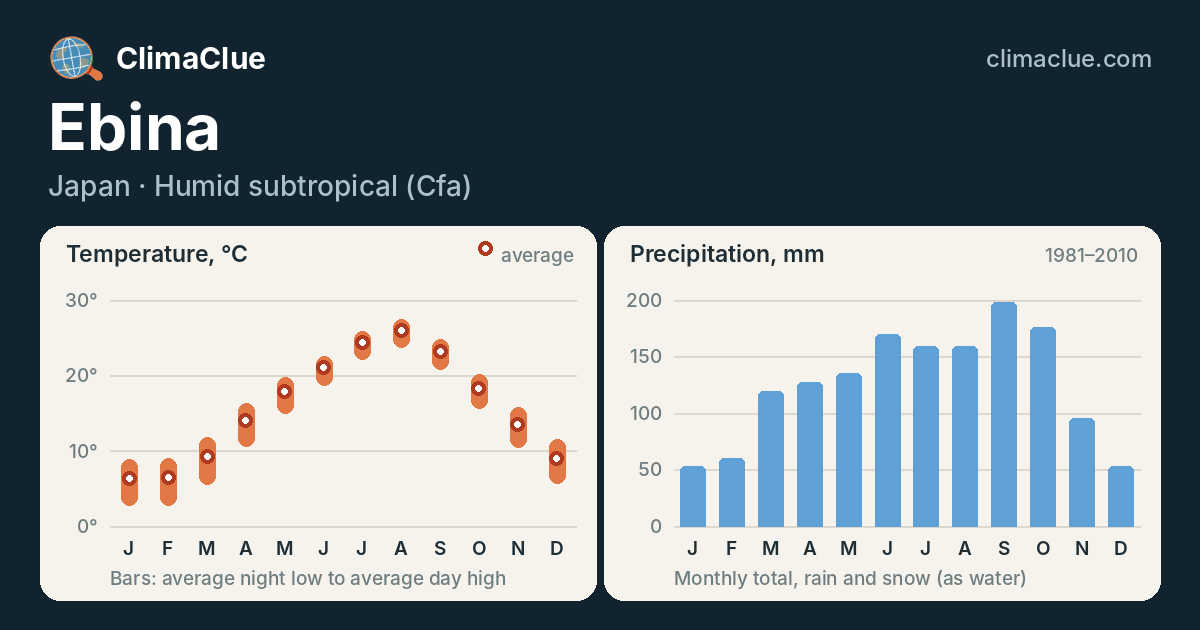 ClimaClue
climaclue.com
Ebina
Japan · Humid subtropical (Cfa)
Temperature, °C
average
30°
20°
10°
0°
J F M A M J J A S O N D
Bars: average night low to average day high
Precipitation, mm
1981–2010
200
150
100
50
0
J F M A M J J A S O N D
Monthly total, rain and snow (as water)